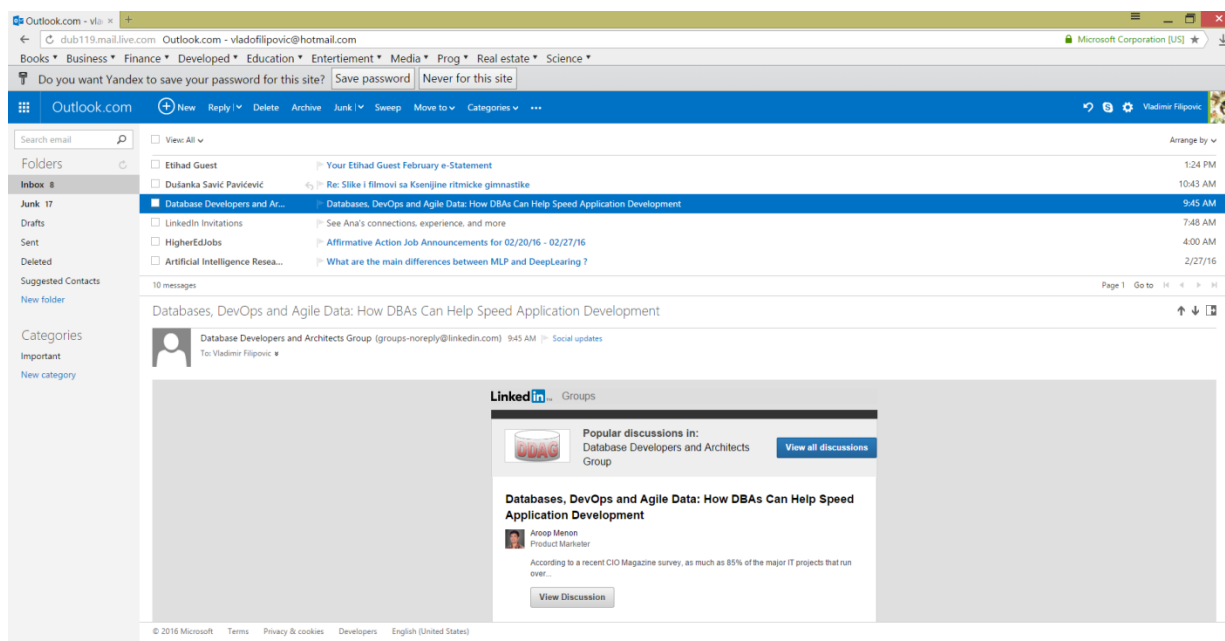 Outlook.com - vla × +
dub119.mail.live.com Outlook.com - vladofilipovic@hotmail.com Microsoft Corporation [US]
Books Business Finance Developed Education Entertiement Media Prog Real estate Science
Do you want Yandex to save your password for this site? Save password Never for this site
Outlook.com New Reply Delete Archive Junk Sweep Move to Categories ••• Vladimir Filipovic
Search email View: All Arrange by
Folders
Etihad Guest Your Etihad Guest February e-Statement 1:24 PM
Inbox 8 Dušanka Savić Pavićević Re: Slike i filmovi sa Ksenijine ritmicke gimnastike 10:43 AM
Junk 17 Database Developers and Ar... Databases, DevOps and Agile Data: How DBAs Can Help Speed Application Development 9:45 AM
Drafts LinkedIn Invitations See Ana's connections, experience, and more 7:48 AM
Sent HigherEdJobs Affirmative Action Job Announcements for 02/20/16 - 02/27/16 4:00 AM
Deleted Artificial Intelligence Resea... What are the main differences between MLP and DeepLearing ? 2/27/16
Suggested Contacts 10 messages Page 1 Go to
New folder
Databases, DevOps and Agile Data: How DBAs Can Help Speed Application Development
Categories
Important
New category
Database Developers and Architects Group (groups-noreply@linkedin.com) 9:45 AM Social updates
To: Vladimir Filipovic
Linked in Groups
DDAG
Popular discussions in:
Database Developers and Architects
Group
View all discussions
Databases, DevOps and Agile Data: How DBAs Can Help Speed
Application Development
Aroop Menon
Product Marketer
According to a recent CIO Magazine survey, as much as 85% of the major IT projects that run
over...
View Discussion
© 2016 Microsoft Terms Privacy & cookies Developers English (United States)